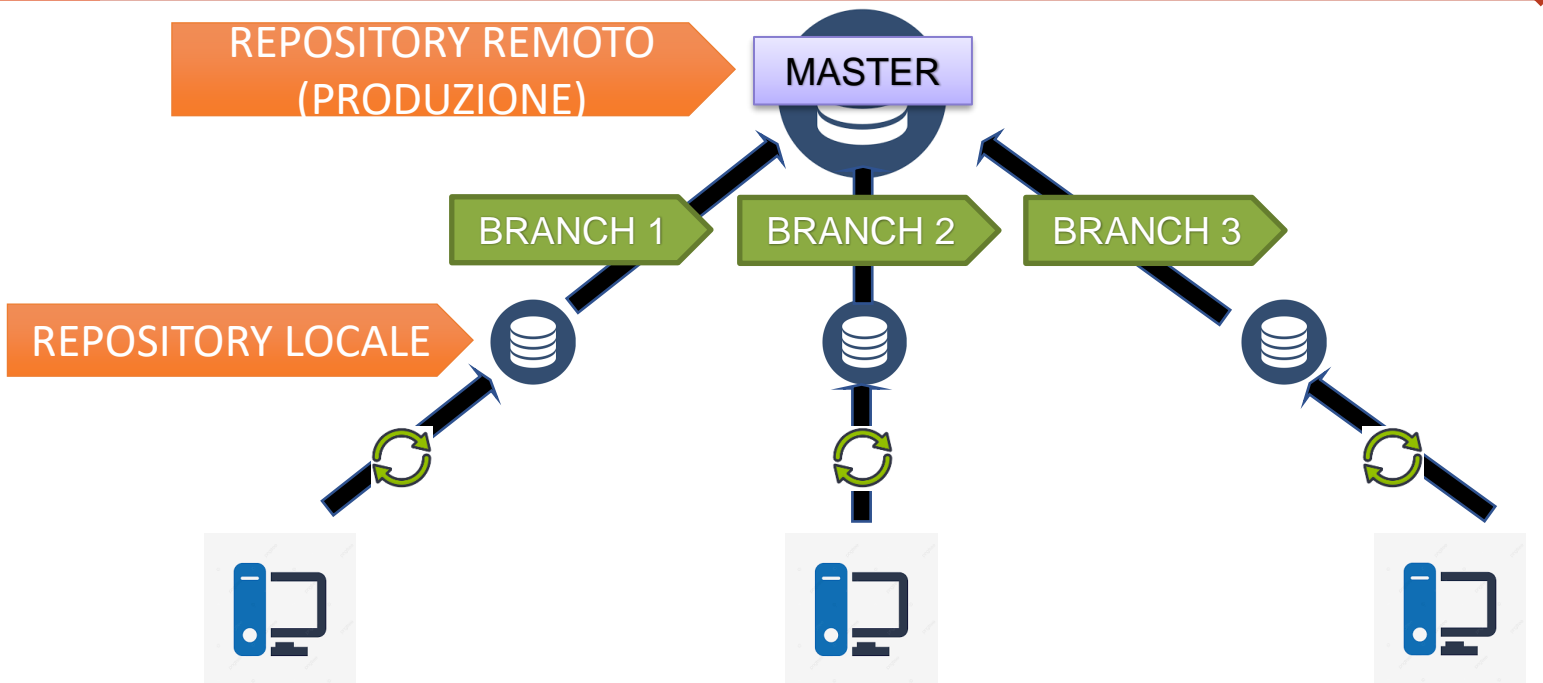 REPOSITORY REMOTO
(PRODUZIONE)
MASTER
BRANCH 1
BRANCH 2
BRANCH 3
REPOSITORY LOCALE